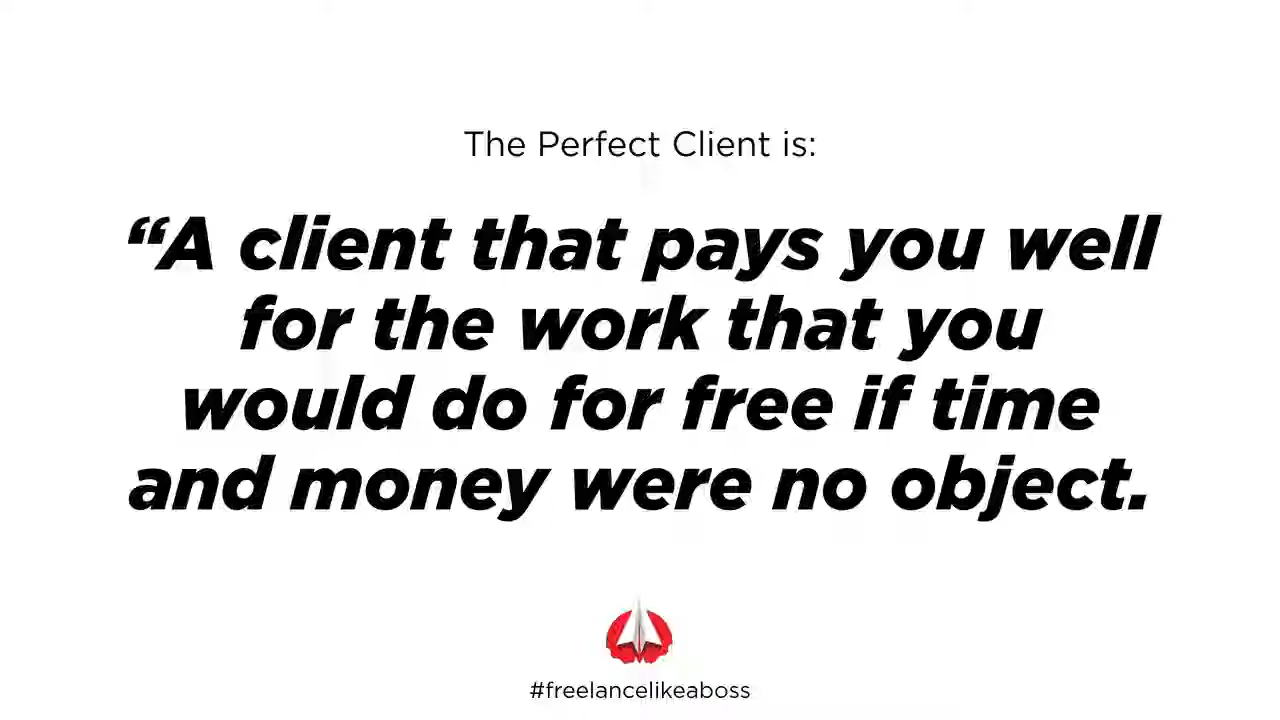 The Perfect Client is:
“A client that pays you well
for the work that you
would do for free if time
and money were no object.
#freelancelikeaboss